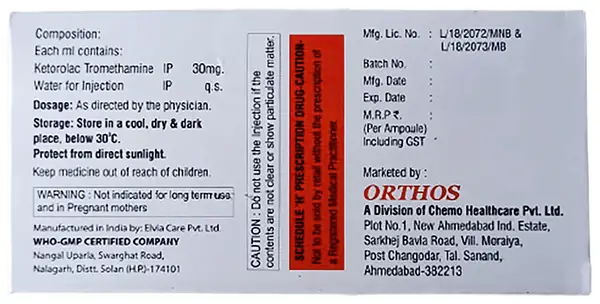 Composition:
Each ml contains:
Ketorolac Tromethamine IP 30mg.
Water for Injection IP q.s.
Dosage: As directed by the physician.
Storage: Store in a cool, dry & dark
place, below 30°C.
Protect from direct sunlight.
Keep medicine out of reach of children.
WARNING : Not indicated for long term use
and in Pregnant mothers
Manufactured in India by: Elvia Care Pvt. Ltd.
WHO-GMP CERTIFIED COMPANY
Nangal Uparla, Swarghat Road,
Nalagarh, Distt. Solan (H.P.)-174101
CAUTION : Do not use the Injection if the
contents are not clear or show particulate matter.
SCHEDULE 'H' PRESCRIPTION DRUG-CAUTION-
Not to be sold by retail without the prescription of
a Registered Medical Practitioner.
Mfg. Lic. No. : L/18/2072/MNB &
L/18/2073/MB
Batch No. :
Mfg. Date :
Exp. Date :
M.R.P ₹. :
(Per Ampoule)
Including GST
Marketed by :
ORTHOS
A Division of Chemo Healthcare Pvt. Ltd.
Plot No.1, New Ahmedabad Ind. Estate,
Sarkhej Bavla Road, Vill. Moraiya,
Post Changodar, Tal. Sanand,
Ahmedabad-382213